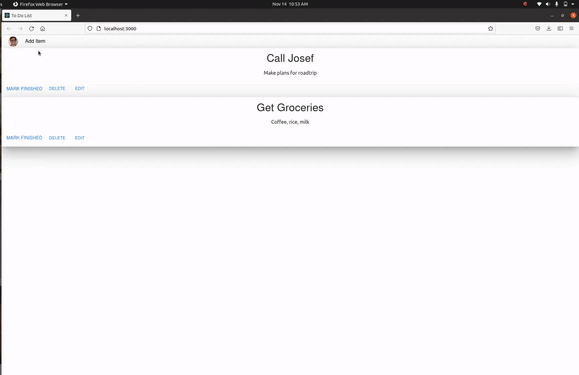 Firefox Web Browser
Nov 14 10:53 AM
To Do List
localhost:3000
Add Item
Call Josef
Make plans for roadtrip
MARK FINISHED DELETE EDIT
Get Groceries
Coffee, rice, milk
MARK FINISHED DELETE EDIT